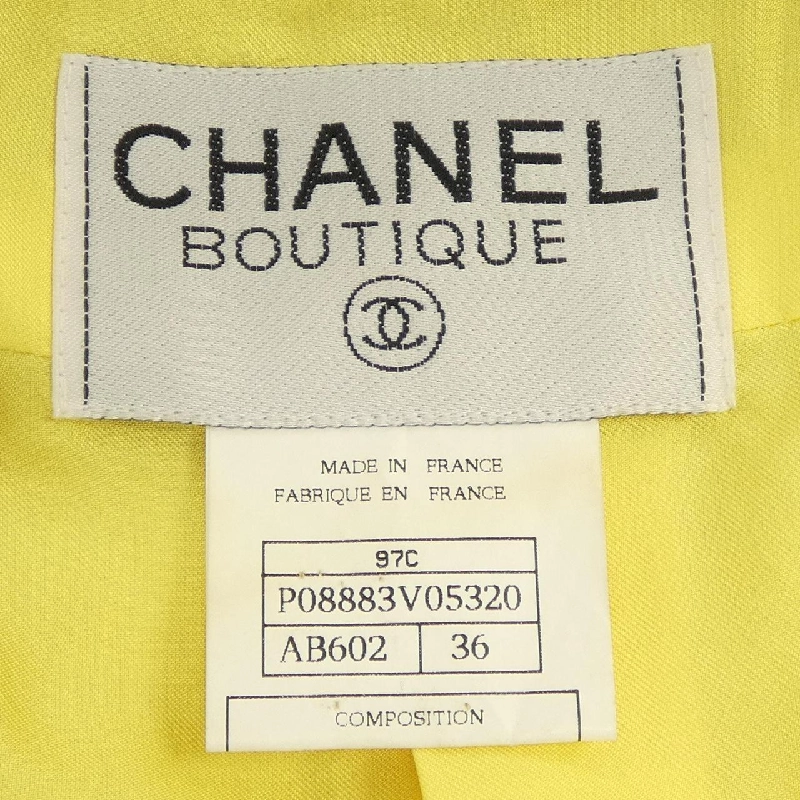 CHANEL
BOUTIQUE
MADE IN FRANCE
FABRIQUE EN FRANCE
97C
P08883V05320
AB602 36
COMPOSITION